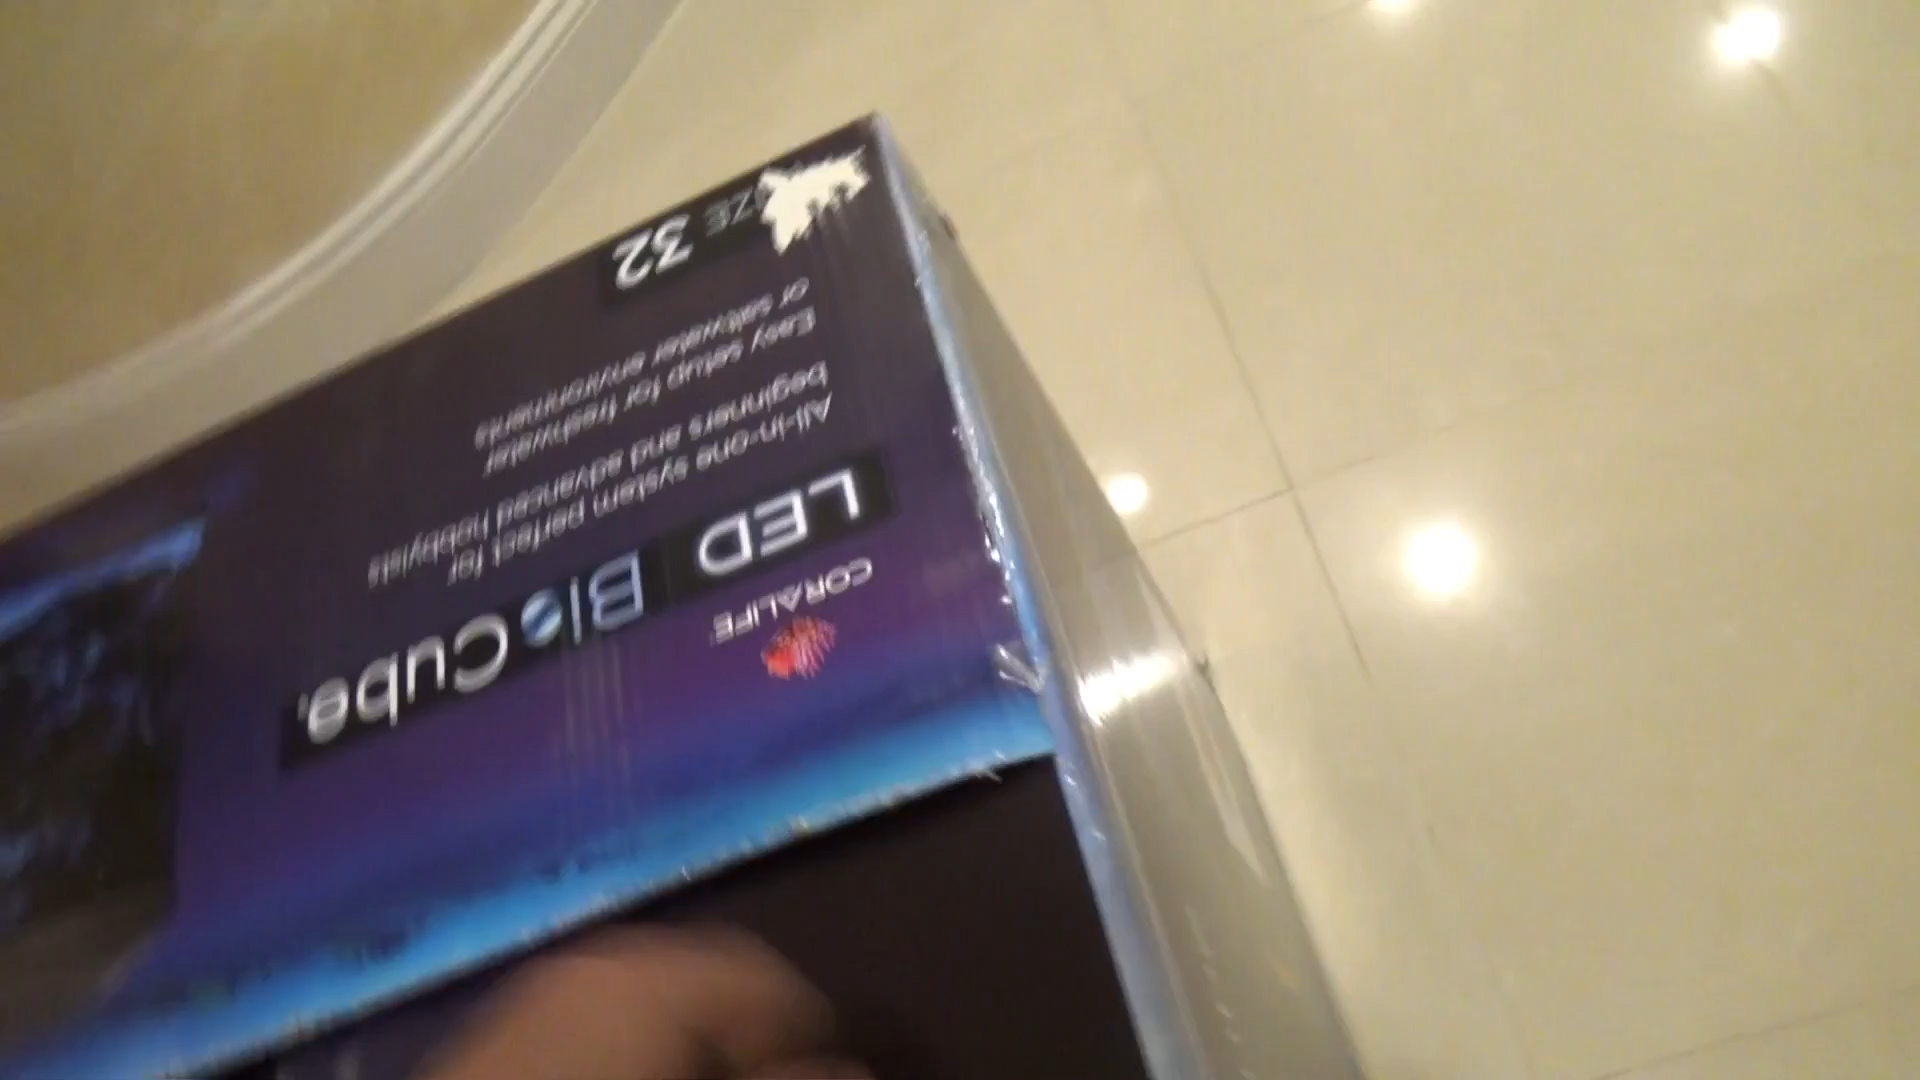 CORALIFE
LED BioCube.
All-in-one system perfect for
beginners and advanced hobbyists
Easy setup for freshwater
or saltwater environments
32